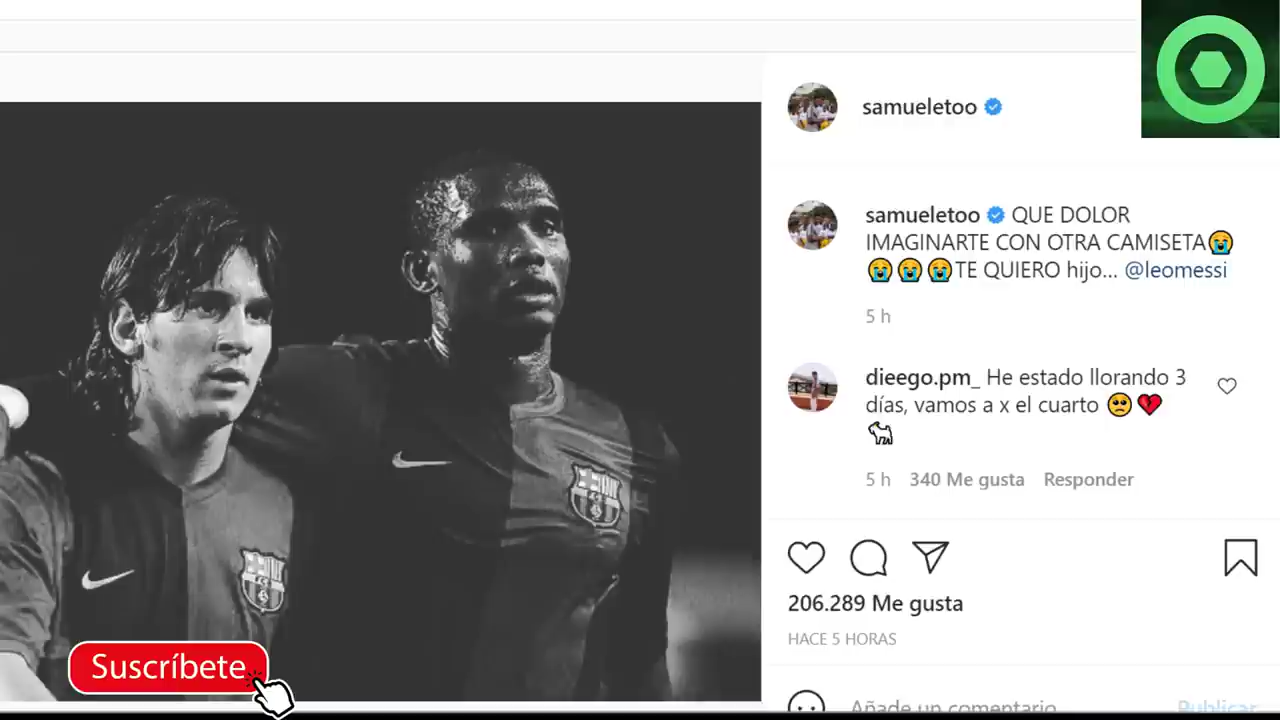 samueletoo
samueletoo QUE DOLOR
IMAGINARTE CON OTRA CAMISETA😭
😭😭😭TE QUIERO hijo... @leomessi
5 h
dieego.pm_ He estado llorando 3
días, vamos a x el cuarto 🥺💔
🐐
5 h 340 Me gusta Responder
206.289 Me gusta
HACE 5 HORAS
Añade un comentario
Publicar
Suscríbete